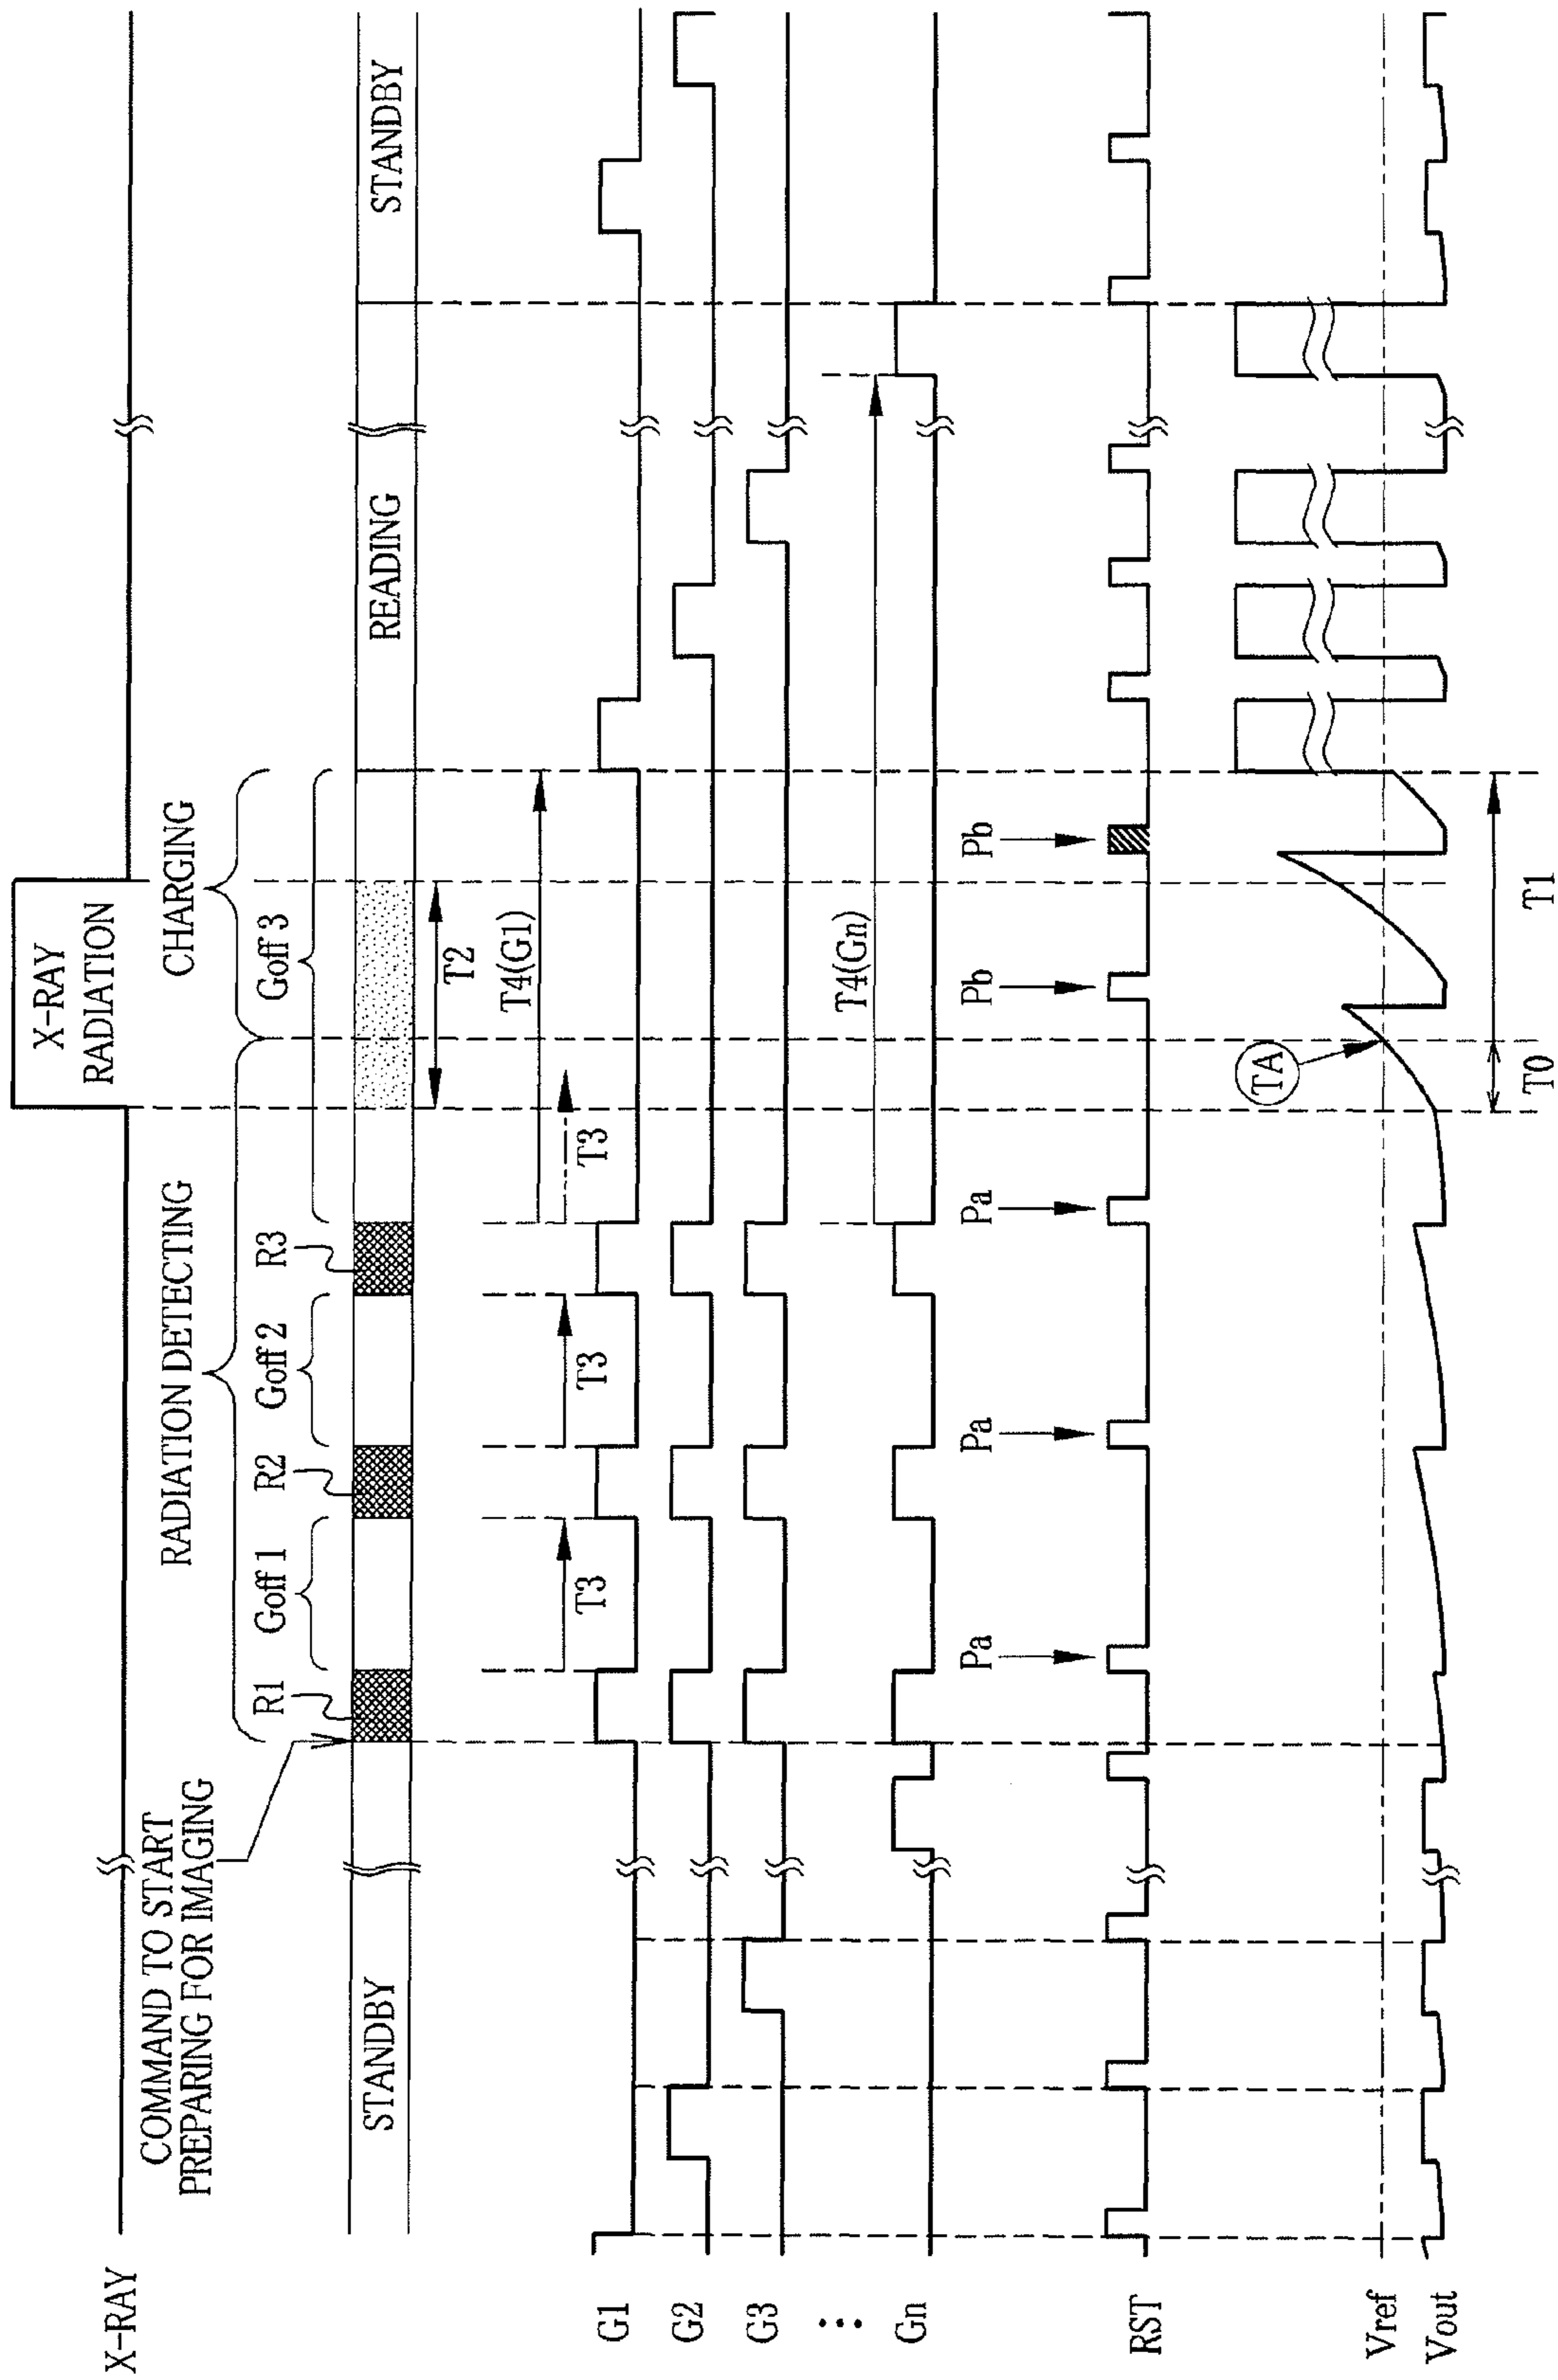 X-RAY
X-RAY
RADIATION
COMMAND TO START
PREPARING FOR IMAGING
RADIATION DETECTING
CHARGING
R1
Goff 1
R2
Goff 2
R3
Goff 3
STANDBY
READING
STANDBY
T2
T4(G1)
T3
T3
T3
G1
G2
G3
⋮
T4(Gn)
Gn
Pa
Pa
Pa
Pb
Pb
RST
TA
Vref
Vout
T0
T1